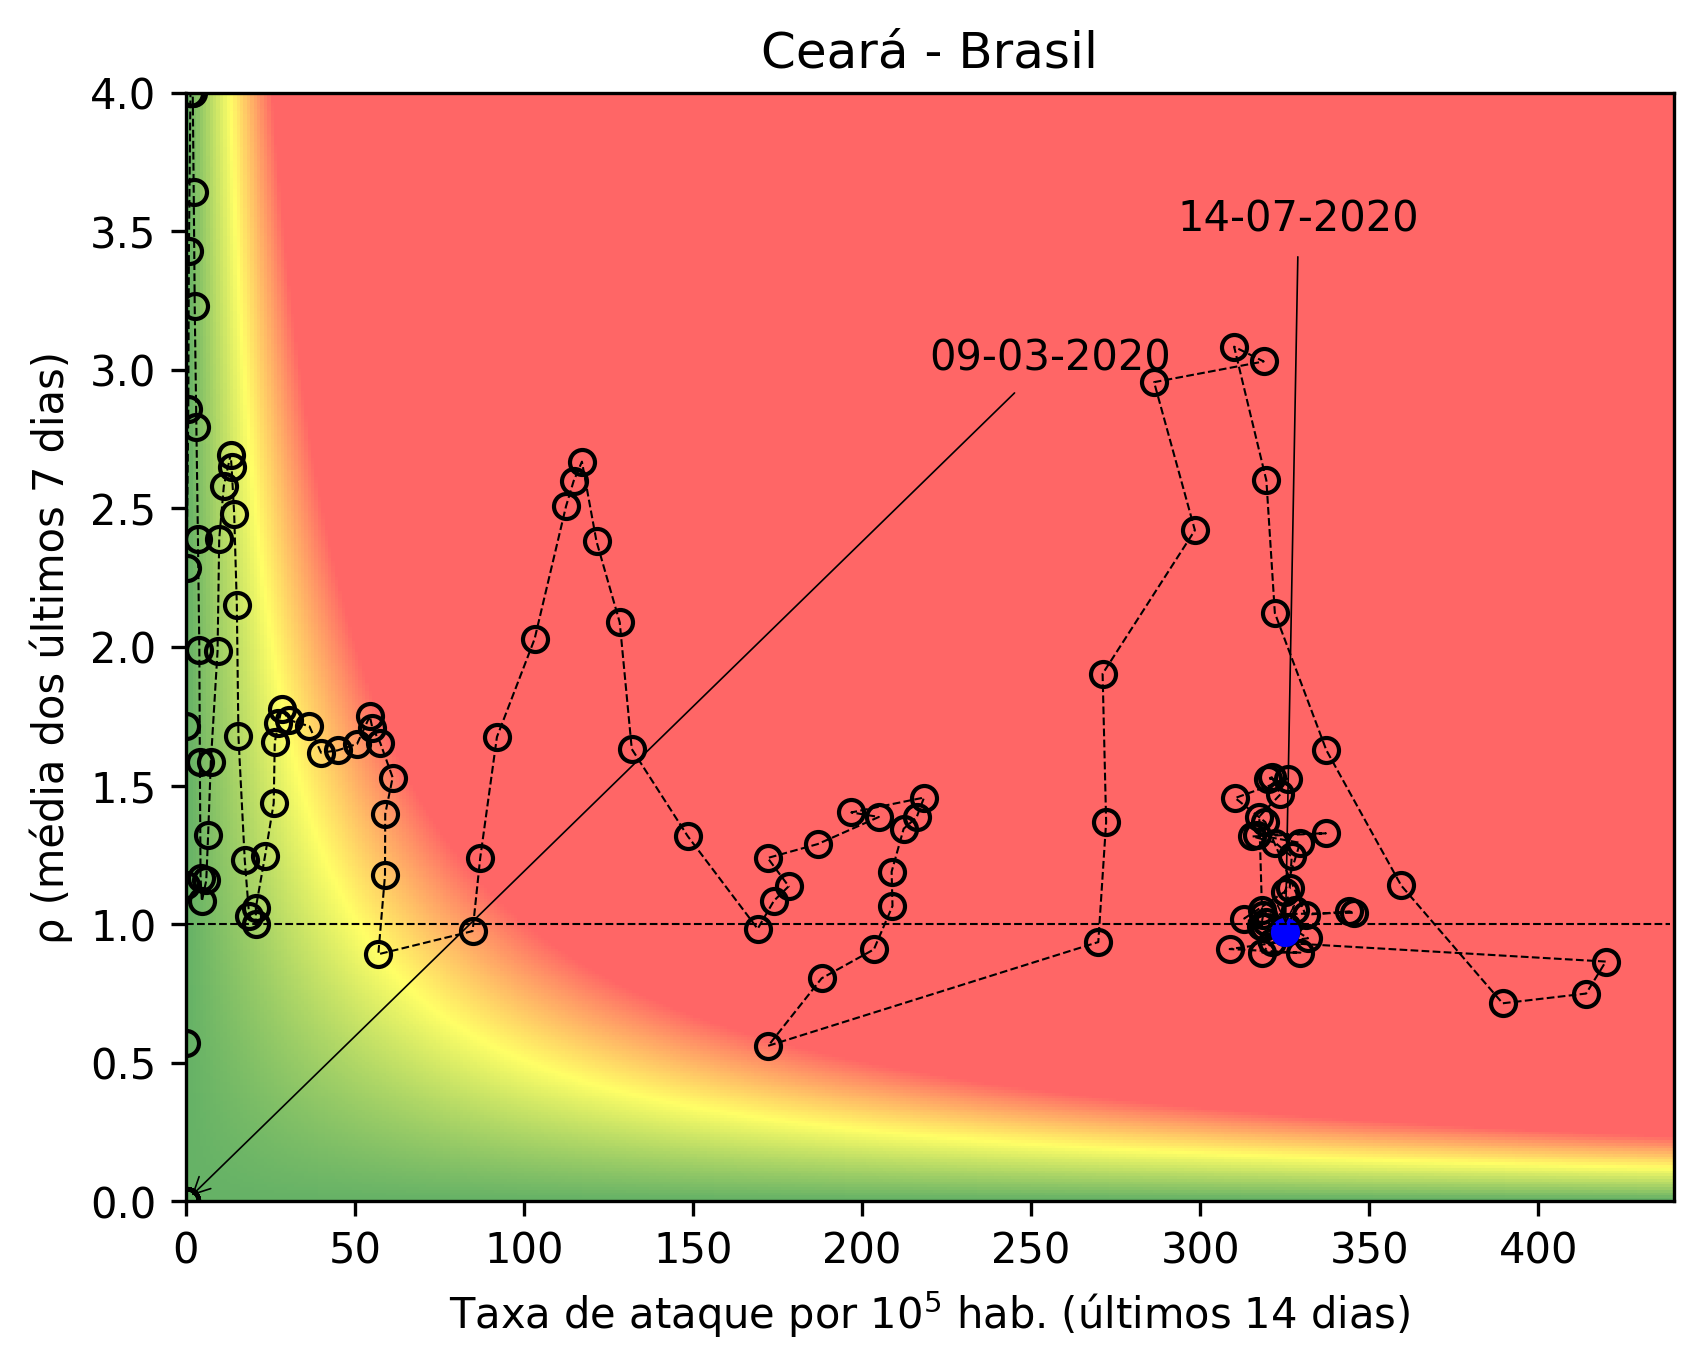 Ceará - Brasil
4.0
3.5
3.0
2.5
2.0
1.5
1.0
0.5
0.0
ρ (média dos últimos 7 dias)
14-07-2020
09-03-2020
0 50 100 150 200 250 300 350 400
Taxa de ataque por 10⁵ hab. (últimos 14 dias)